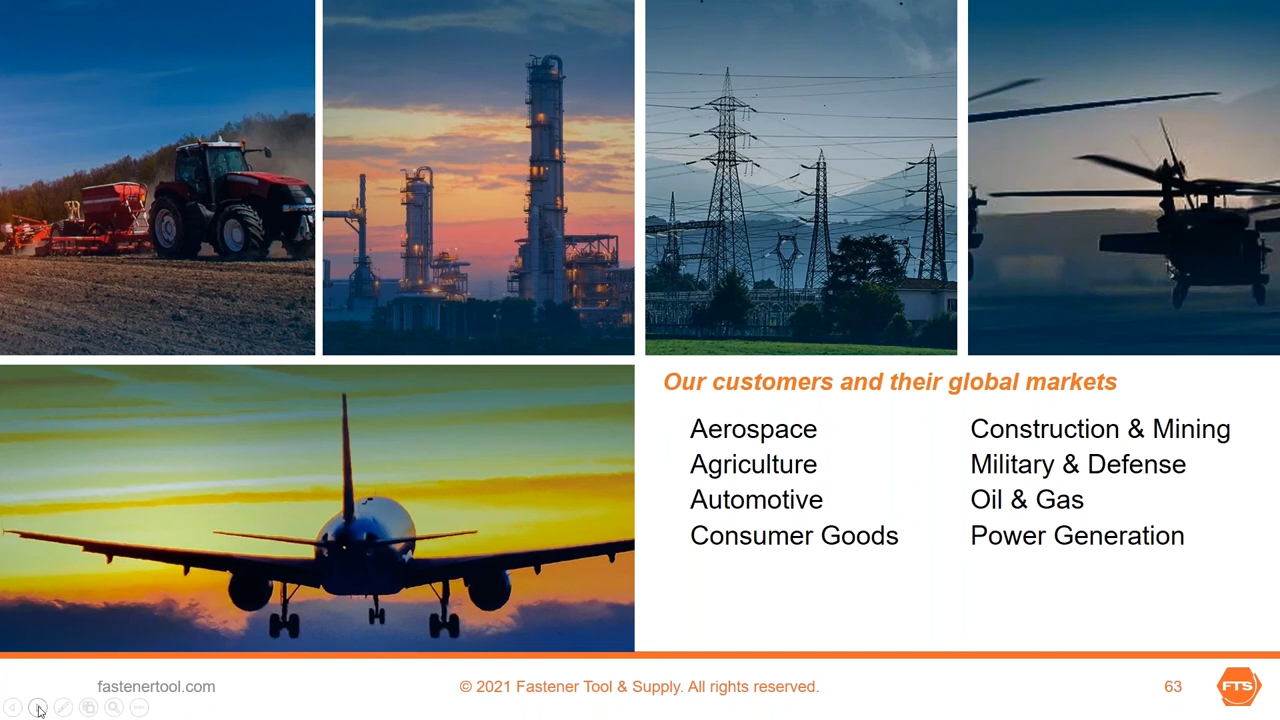 Our customers and their global markets
Aerospace
Agriculture
Automotive
Consumer Goods
Construction & Mining
Military & Defense
Oil & Gas
Power Generation
fastenertool.com
© 2021 Fastener Tool & Supply. All rights reserved.
63
FTS